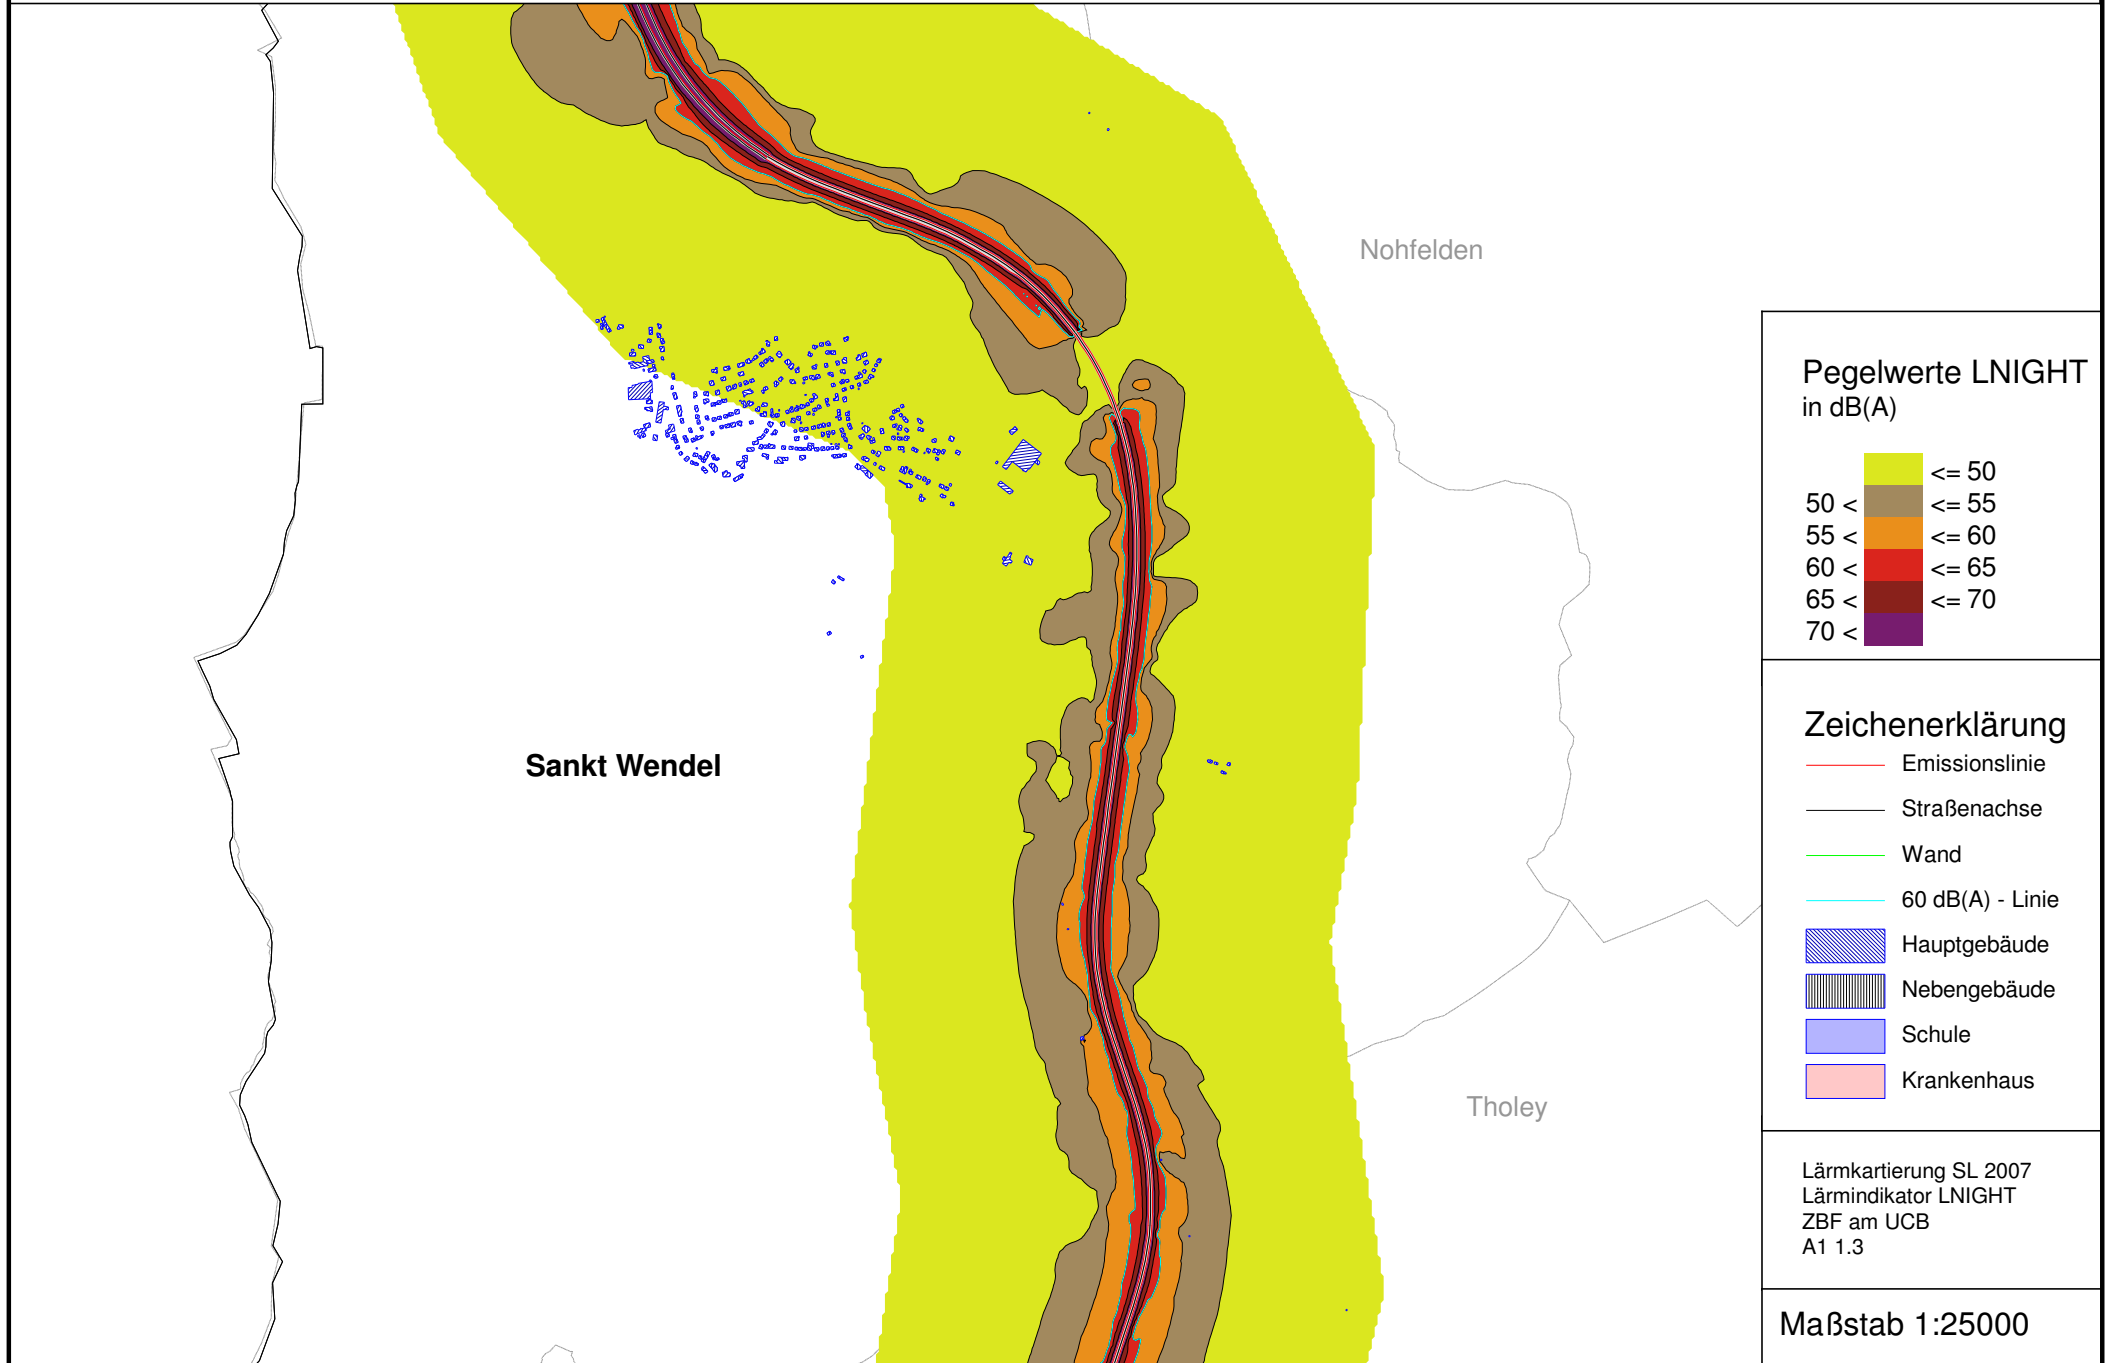 Nohfelden
Sankt Wendel
Tholey
Pegelwerte LNIGHT
in dB(A)
<= 50
50 < <= 55
55 < <= 60
60 < <= 65
65 < <= 70
70 <
Zeichenerklärung
Emissionslinie
Straßenachse
Wand
60 dB(A) - Linie
Hauptgebäude
Nebengebäude
Schule
Krankenhaus
Lärmkartierung SL 2007
Lärmindikator LNIGHT
ZBF am UCB
A1 1.3
Maßstab 1:25000